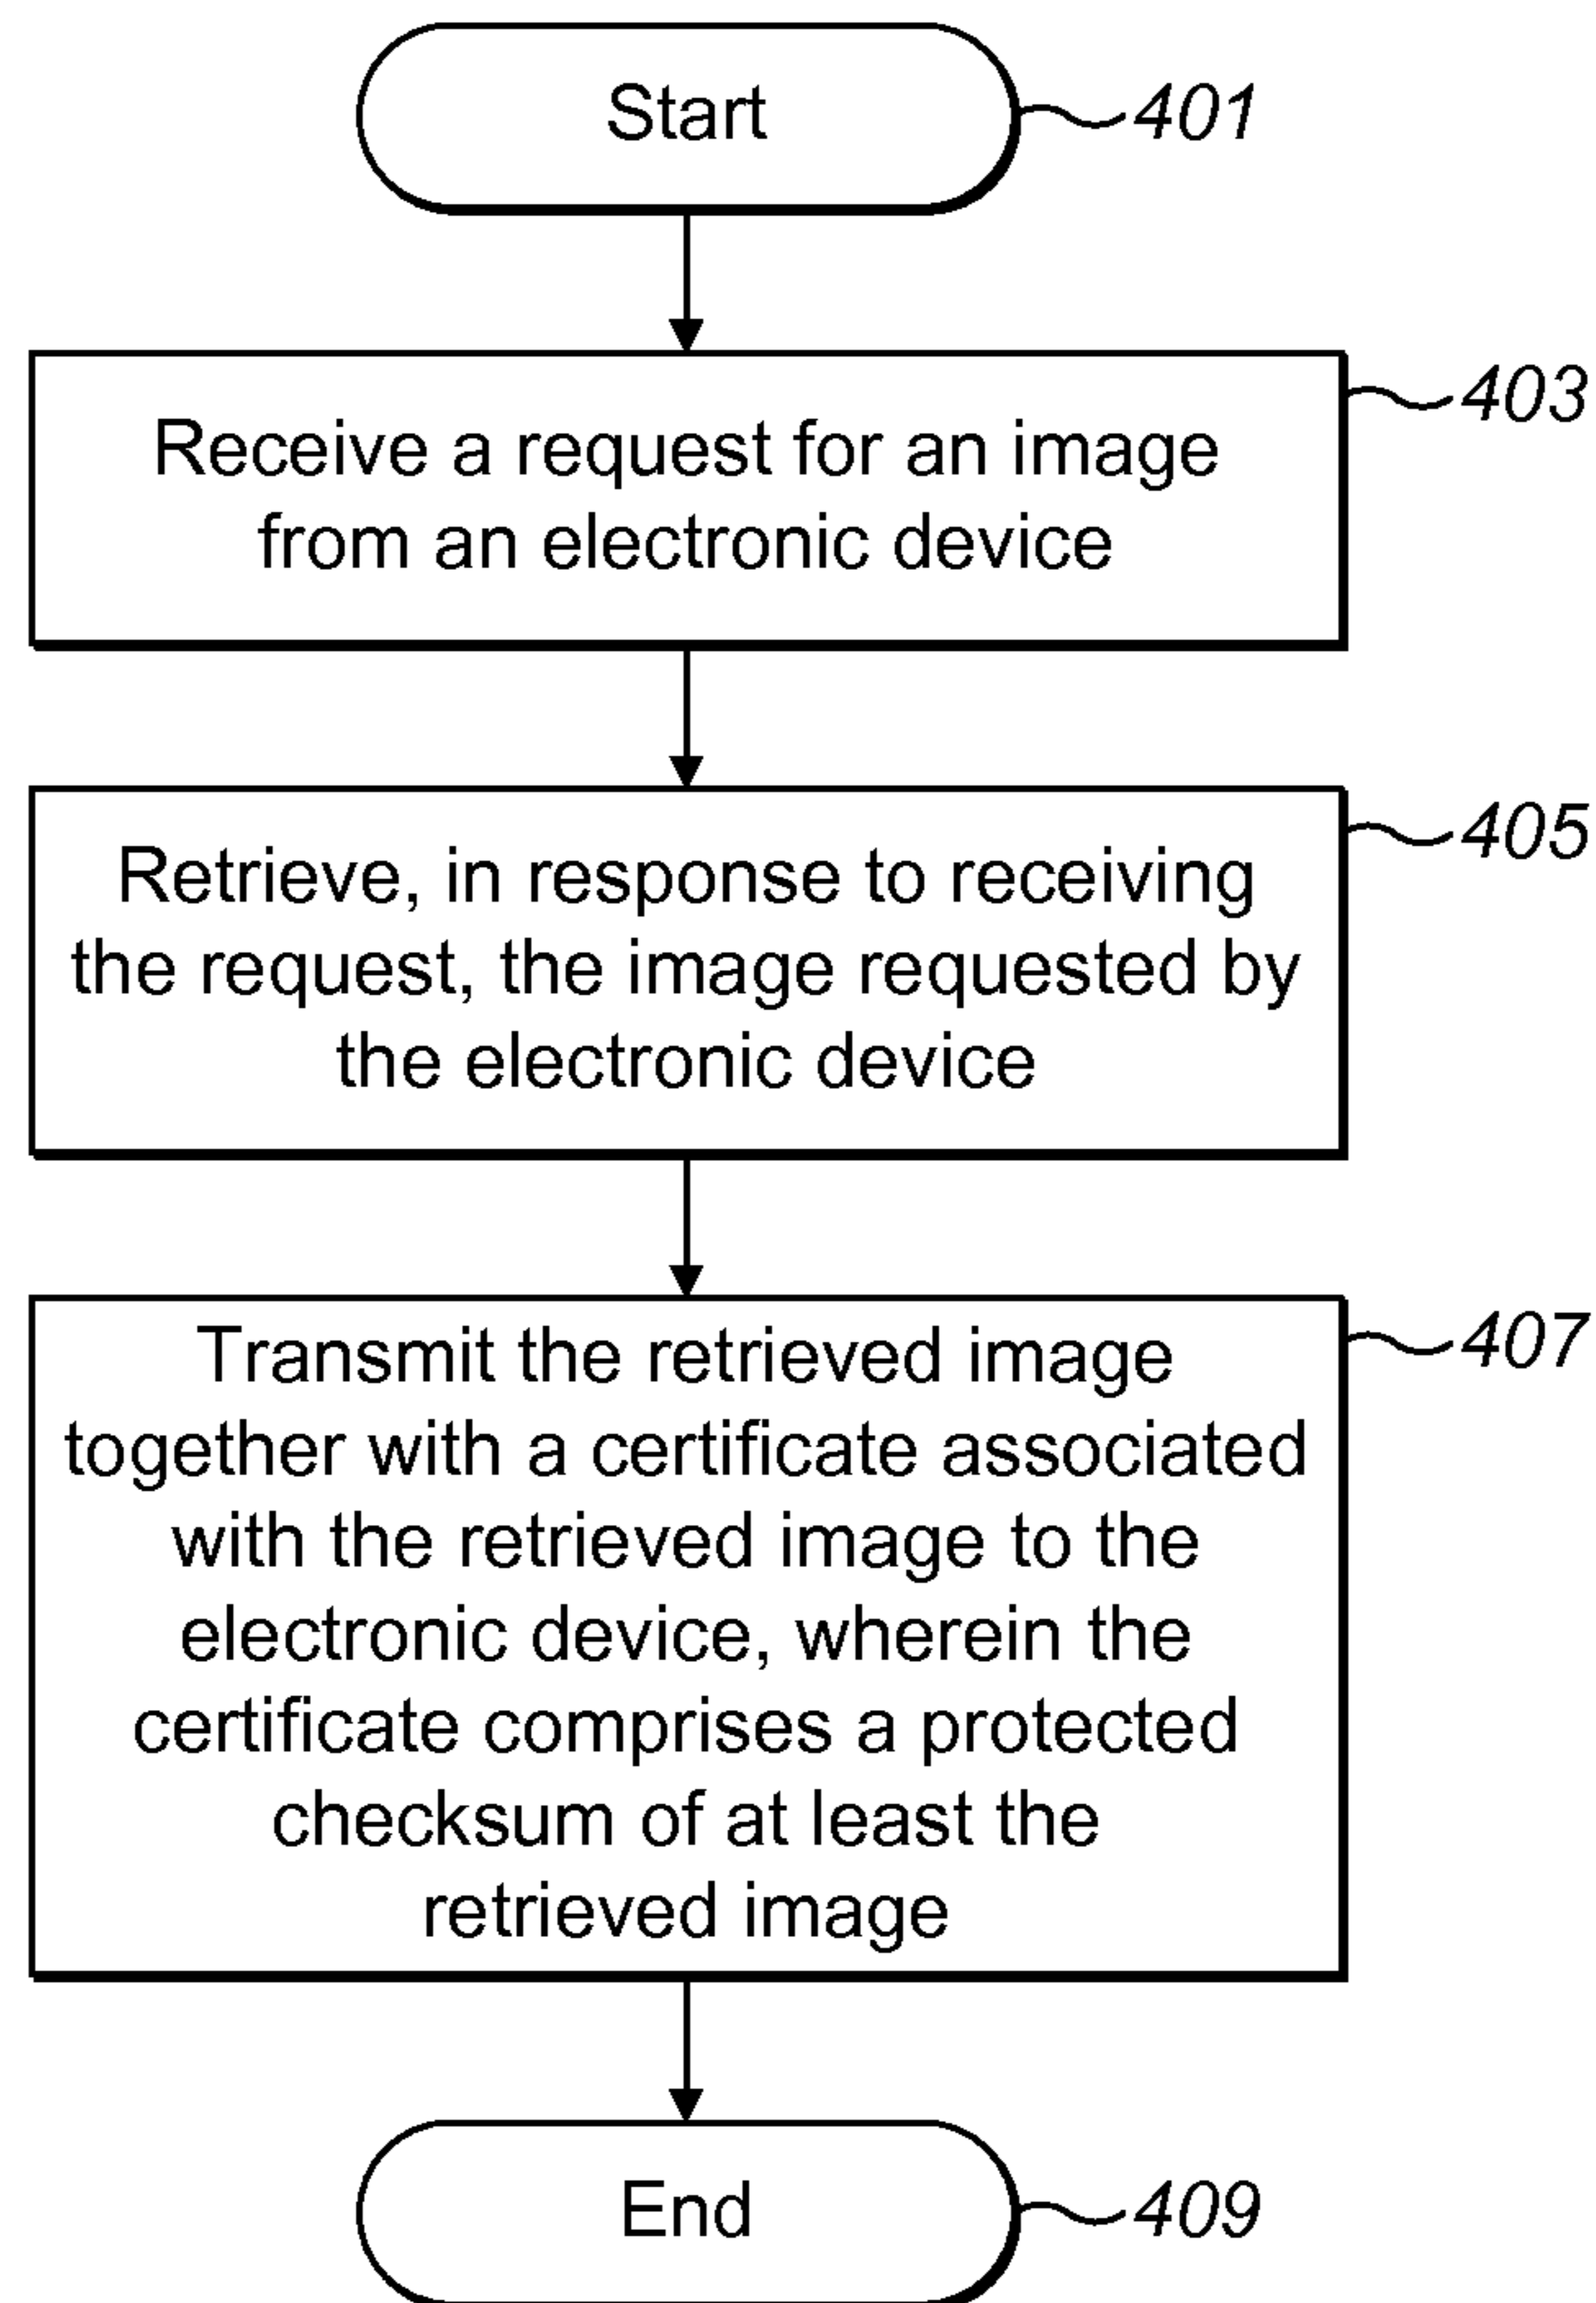 Start
401
Receive a request for an image
from an electronic device
403
Retrieve, in response to receiving
the request, the image requested by
the electronic device
405
Transmit the retrieved image
together with a certificate associated
with the retrieved image to the
electronic device, wherein the
certificate comprises a protected
checksum of at least the
retrieved image
407
End
409